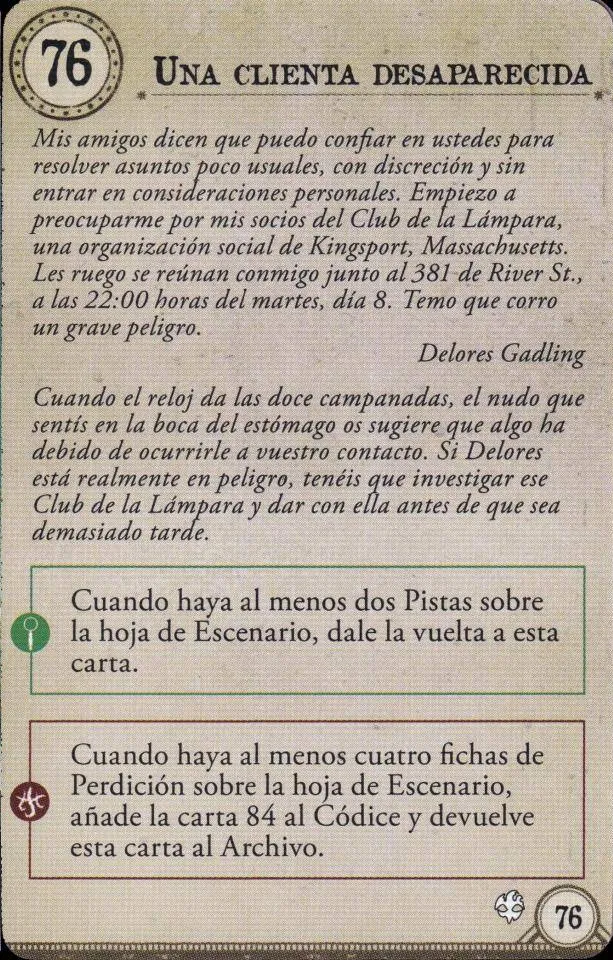 76
Una clienta desaparecida
Mis amigos dicen que puedo confiar en ustedes para
resolver asuntos poco usuales, con discreción y sin
entrar en consideraciones personales. Empiezo a
preocuparme por mis socios del Club de la Lámpara,
una organización social de Kingsport, Massachusetts.
Les ruego se reúnan conmigo junto al 381 de River St.,
a las 22:00 horas del martes, día 8. Temo que corro
un grave peligro.
Delores Gadling
Cuando el reloj da las doce campanadas, el nudo que
sentís en la boca del estómago os sugiere que algo ha
debido de ocurrirle a vuestro contacto. Si Delores
está realmente en peligro, tenéis que investigar ese
Club de la Lámpara y dar con ella antes de que sea
demasiado tarde.
Cuando haya al menos dos Pistas sobre
la hoja de Escenario, dale la vuelta a esta
carta.
Cuando haya al menos cuatro fichas de
Perdición sobre la hoja de Escenario,
añade la carta 84 al Códice y devuelve
esta carta al Archivo.
76